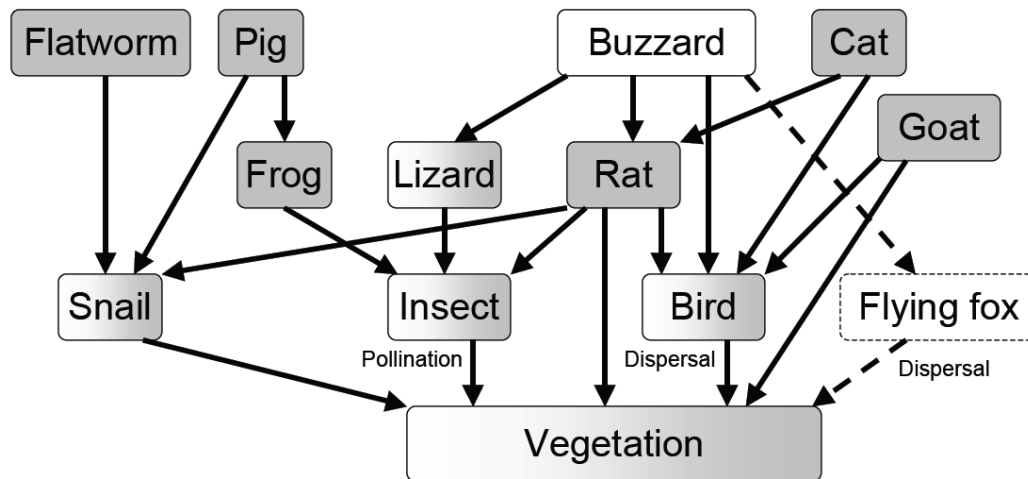 Flatworm
Pig
Buzzard
Cat
Goat
Frog
Lizard
Rat
Snail
Insect
Bird
Flying fox
Pollination
Dispersal
Dispersal
Vegetation